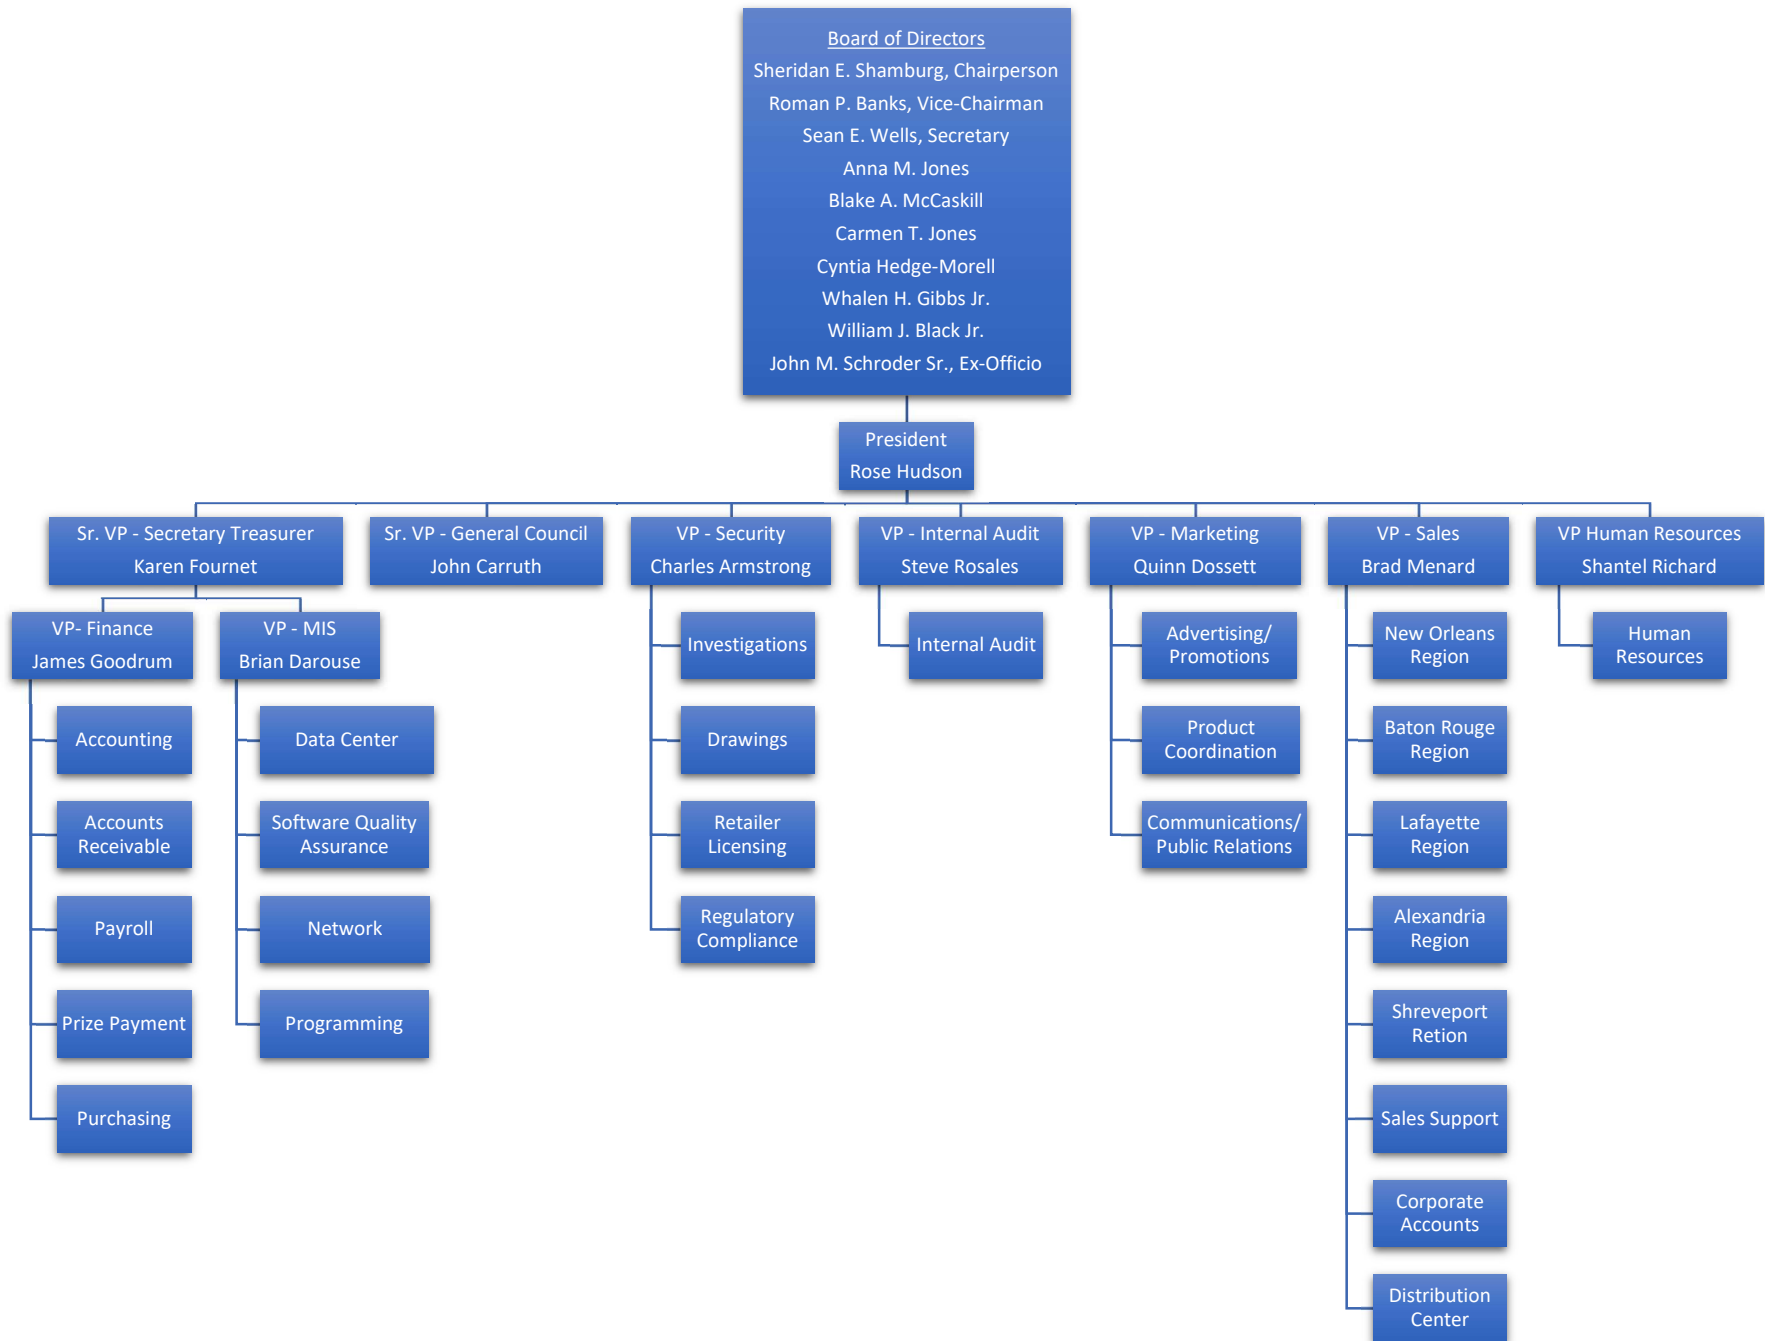 Board of Directors
Sheridan E. Shamburg, Chairperson
Roman P. Banks, Vice-Chairman
Sean E. Wells, Secretary
Anna M. Jones
Blake A. McCaskill
Carmen T. Jones
Cyntia Hedge-Morell
Whalen H. Gibbs Jr.
William J. Black Jr.
John M. Schroder Sr., Ex-Officio
President
Rose Hudson
Sr. VP - Secretary Treasurer
Karen Fournet
Sr. VP - General Council
John Carruth
VP - Security
Charles Armstrong
VP - Internal Audit
Steve Rosales
VP - Marketing
Quinn Dossett
VP - Sales
Brad Menard
VP Human Resources
Shantel Richard
VP- Finance
James Goodrum
VP - MIS
Brian Darouse
Accounting
Accounts
Receivable
Payroll
Prize Payment
Purchasing
Data Center
Software Quality
Assurance
Network
Programming
Investigations
Drawings
Retailer
Licensing
Regulatory
Compliance
Internal Audit
Advertising/
Promotions
Product
Coordination
Communications/
Public Relations
New Orleans
Region
Baton Rouge
Region
Lafayette
Region
Alexandria
Region
Shreveport
Retion
Sales Support
Corporate
Accounts
Distribution
Center
Human
Resources